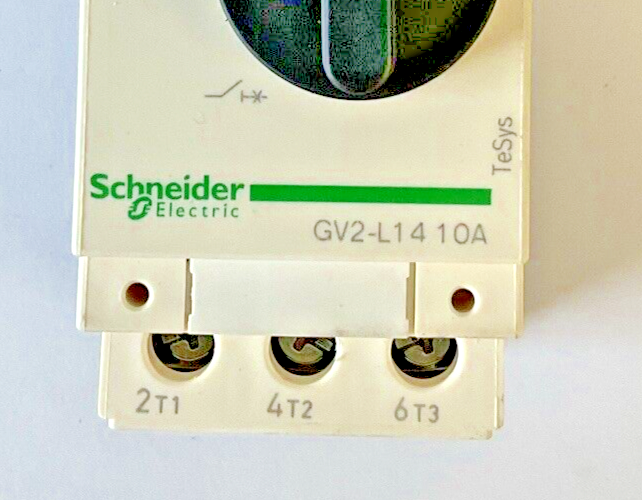 TeSys
Schneider
Electric
GV2-L14 10A
2T1 4T2 6T3